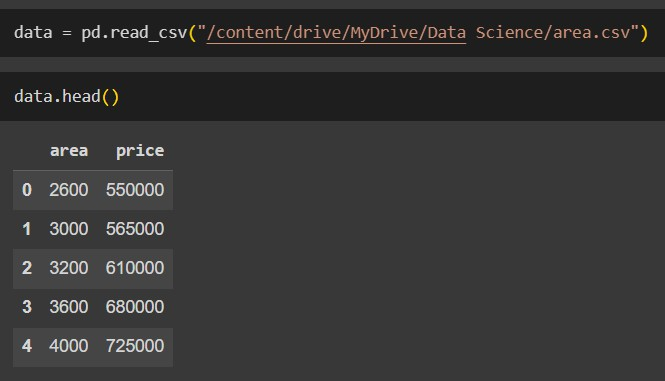 data = pd.read_csv("/content/drive/MyDrive/Data Science/area.csv")
data.head()
area price
0 2600 550000
1 3000 565000
2 3200 610000
3 3600 680000
4 4000 725000